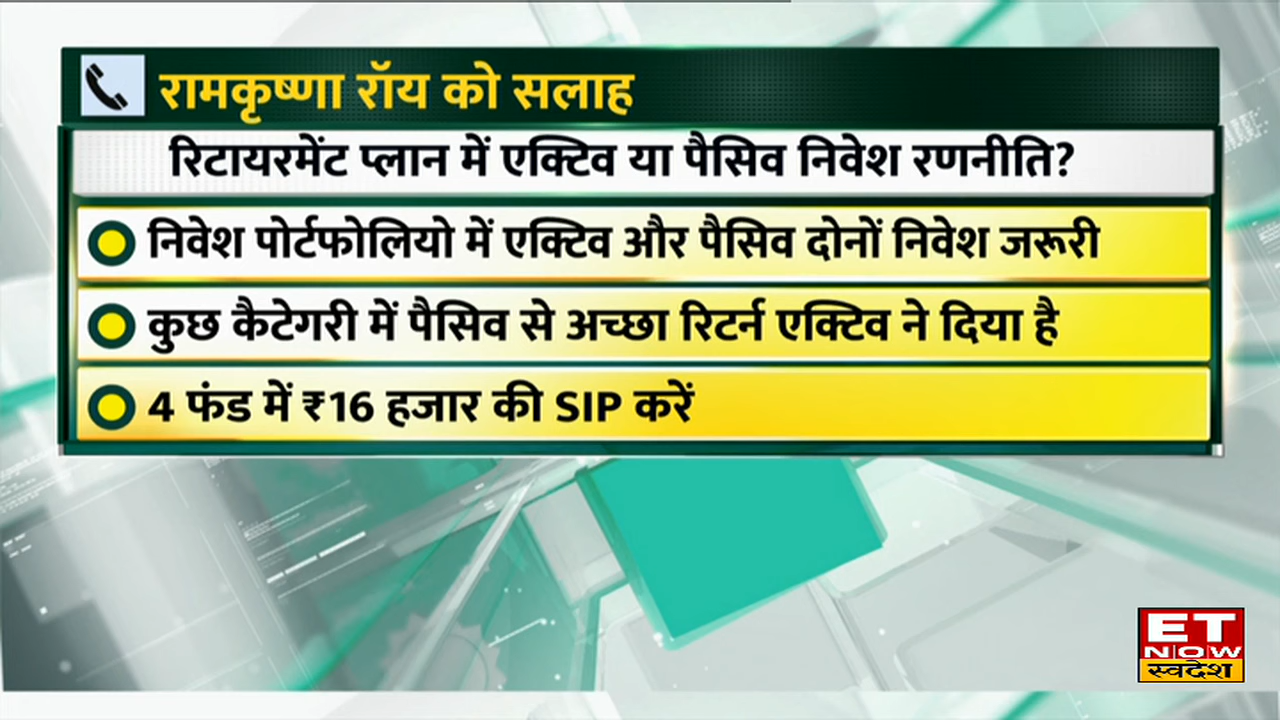 रामकृष्णा रॉय को सलाह
रिटायरमेंट प्लान में एक्टिव या पैसिव निवेश रणनीति?
निवेश पोर्टफोलियो में एक्टिव और पैसिव दोनों निवेश जरूरी
कुछ कैटेगरी में पैसिव से अच्छा रिटर्न एक्टिव ने दिया है
4 फंड में ₹16 हजार की SIP करें
ET
NOW
स्वदेश